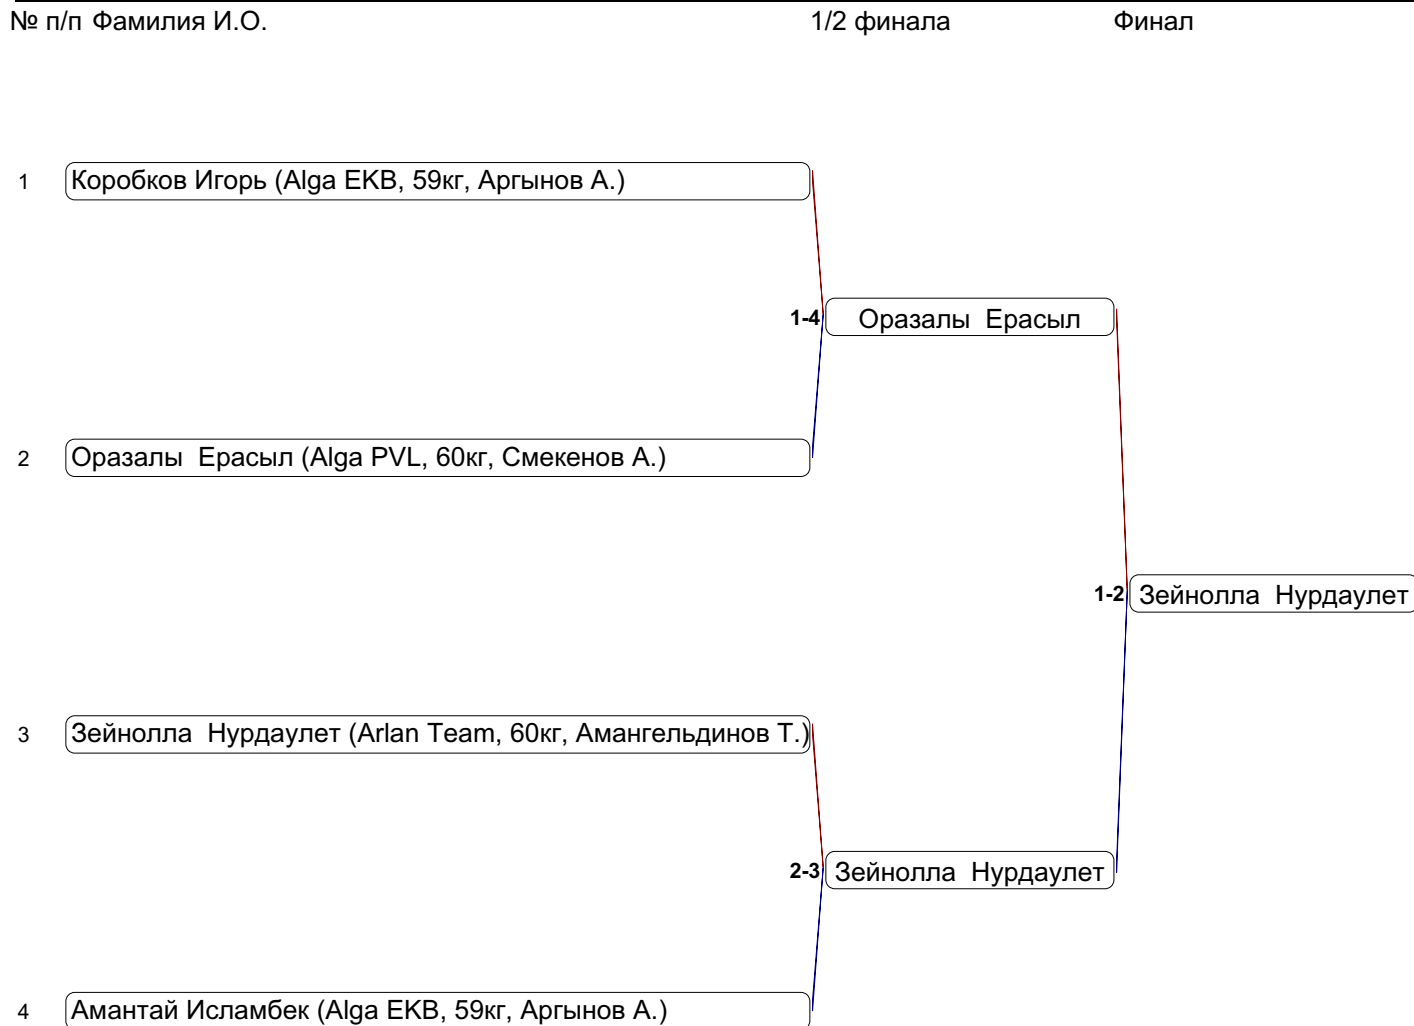 № п/п Фамилия И.О. 1/2 финала Финал
1 Коробков Игорь (Alga EKB, 59кг, Аргынов А.)
1-4 Оразалы Ерасыл
2 Оразалы Ерасыл (Alga PVL, 60кг, Смекенов А.)
1-2 Зейнолла Нурдаулет
3 Зейнолла Нурдаулет (Arlan Team, 60кг, Амангельдинов Т.)
2-3 Зейнолла Нурдаулет
4 Амантай Исламбек (Alga EKB, 59кг, Аргынов А.)